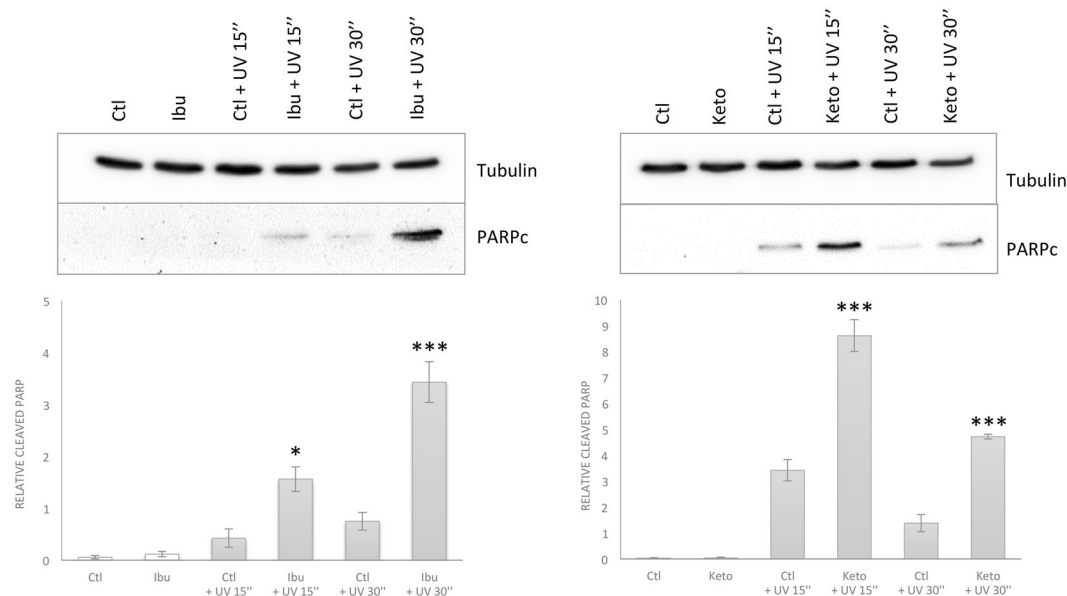 Ctl
Ibu
Ctl + UV 15’’
Ibu + UV 15’’
Ctl + UV 30’’
Ibu + UV 30’’
Tubulin
PARPc
RELATIVE CLEAVED PARP
5
4
3
2
1
0
*
***
Ctl
Ibu
Ctl
+ UV 15"
Ibu
+ UV 15"
Ctl
+ UV 30"
Ibu
+ UV 30"
Ctl
Keto
Ctl + UV 15’’
Keto + UV 15’’
Ctl + UV 30’’
Keto + UV 30’’
Tubulin
PARPc
RELATIVE CLEAVED PARP
10
9
8
7
6
5
4
3
2
1
0
***
***
Ctl
Keto
Ctl
+ UV 15"
Keto
+ UV 15"
Ctl
+ UV 30"
Keto
+ UV 30"